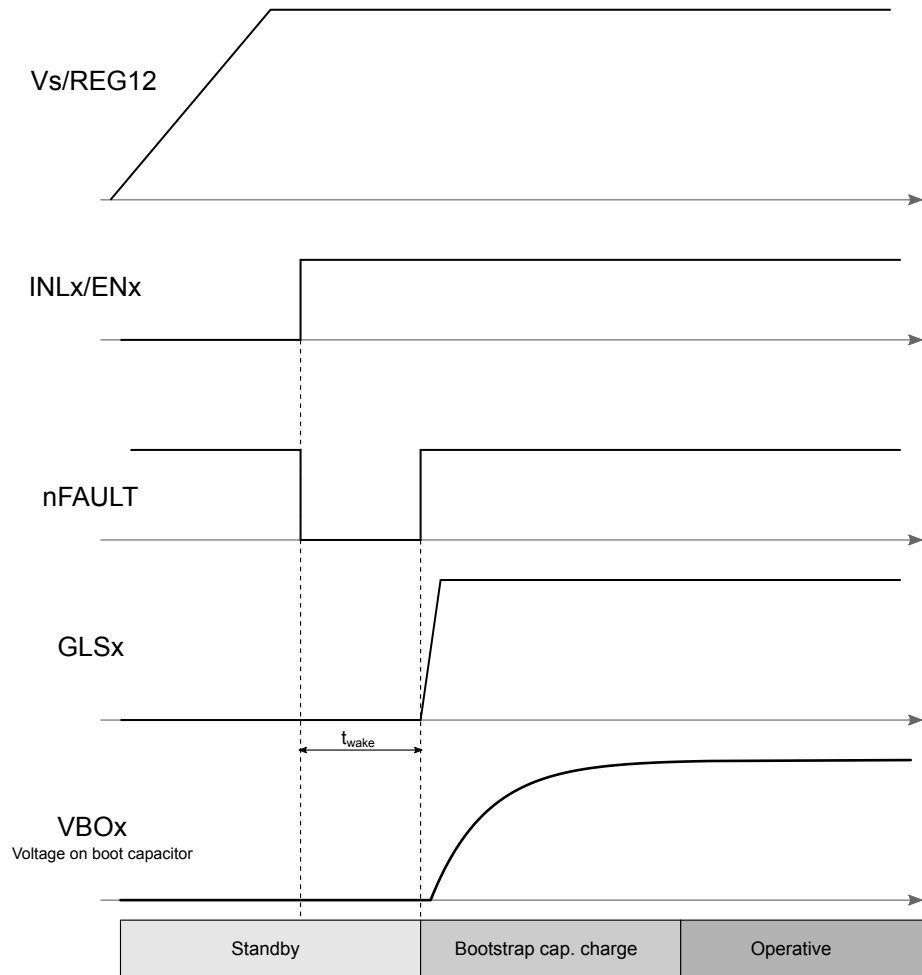 Vs/REG12
INLx/ENx
nFAULT
GLSx
twake
VBOx
Voltage on boot capacitor
Standby
Bootstrap cap. charge
Operative